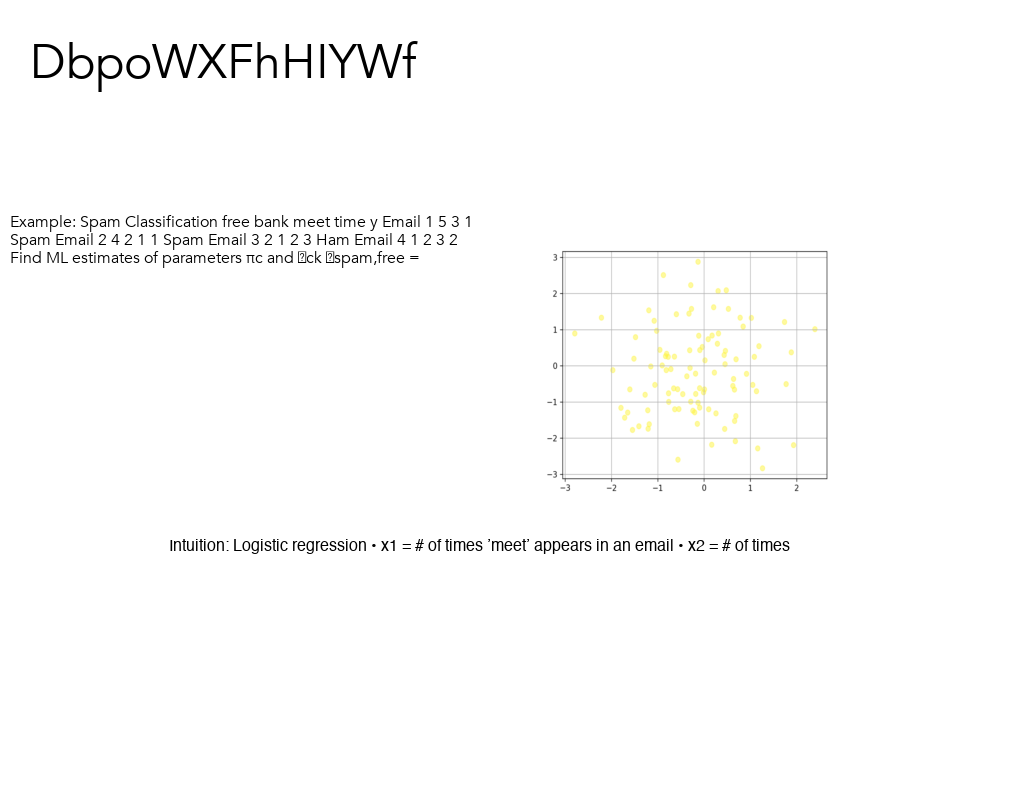 DbpoWXFhHIYWf
Example: Spam Classification free bank meet time y Email 1 5 3 1
Spam Email 2 4 2 1 1 Spam Email 3 2 1 2 3 Ham Email 4 1 2 3 2
Find ML estimates of parameters πc and ck spam,free =
3
2
1
0
−1
−2
−3
−3 −2 −1 0 1 2
Intuition: Logistic regression • x1 = # of times 'meet' appears in an email • x2 = # of times